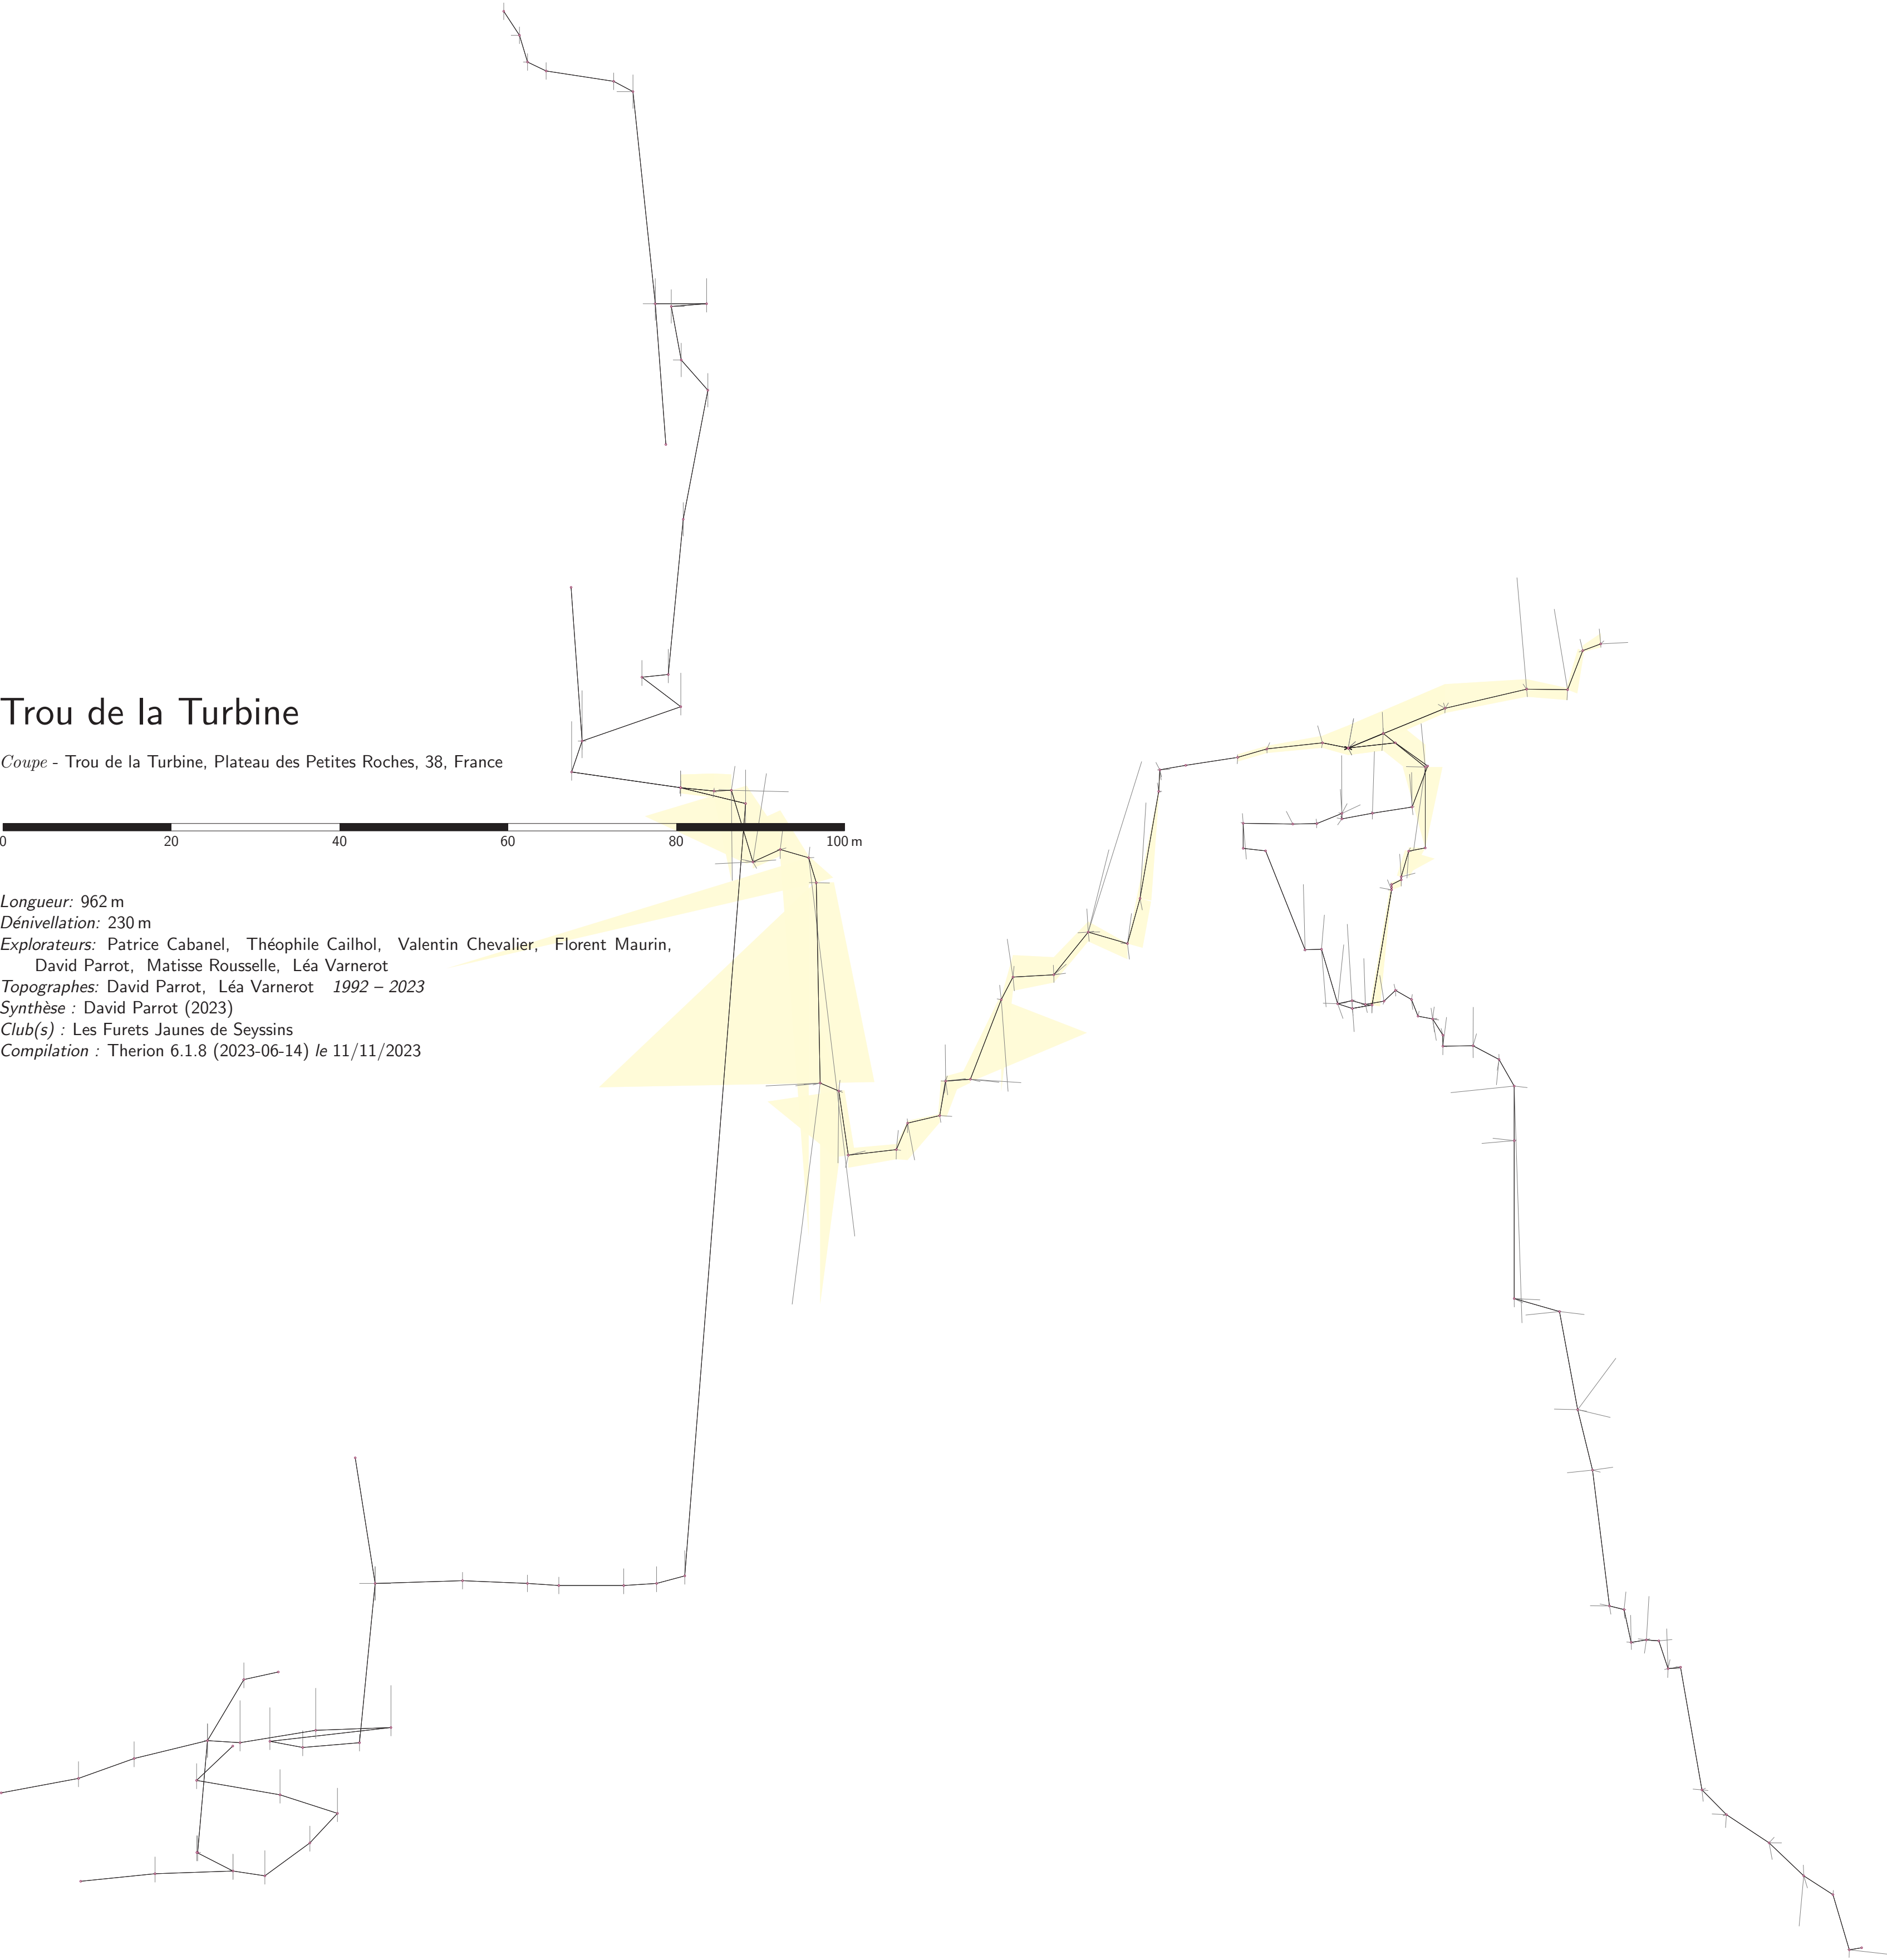 Trou de la Turbine
Coupe - Trou de la Turbine, Plateau des Petites Roches, 38, France
0 20 40 60 80 100 m
Longueur: 962 m
Dénivellation: 230 m
Explorateurs: Patrice Cabanel, Théophile Cailhol, Valentin Chevalier, Florent Maurin,
David Parrot, Matisse Rousselle, Léa Varnerot
Topographes: David Parrot, Léa Varnerot 1992 – 2023
Synthèse : David Parrot (2023)
Club(s) : Les Furets Jaunes de Seyssins
Compilation : Therion 6.1.8 (2023-06-14) le 11/11/2023